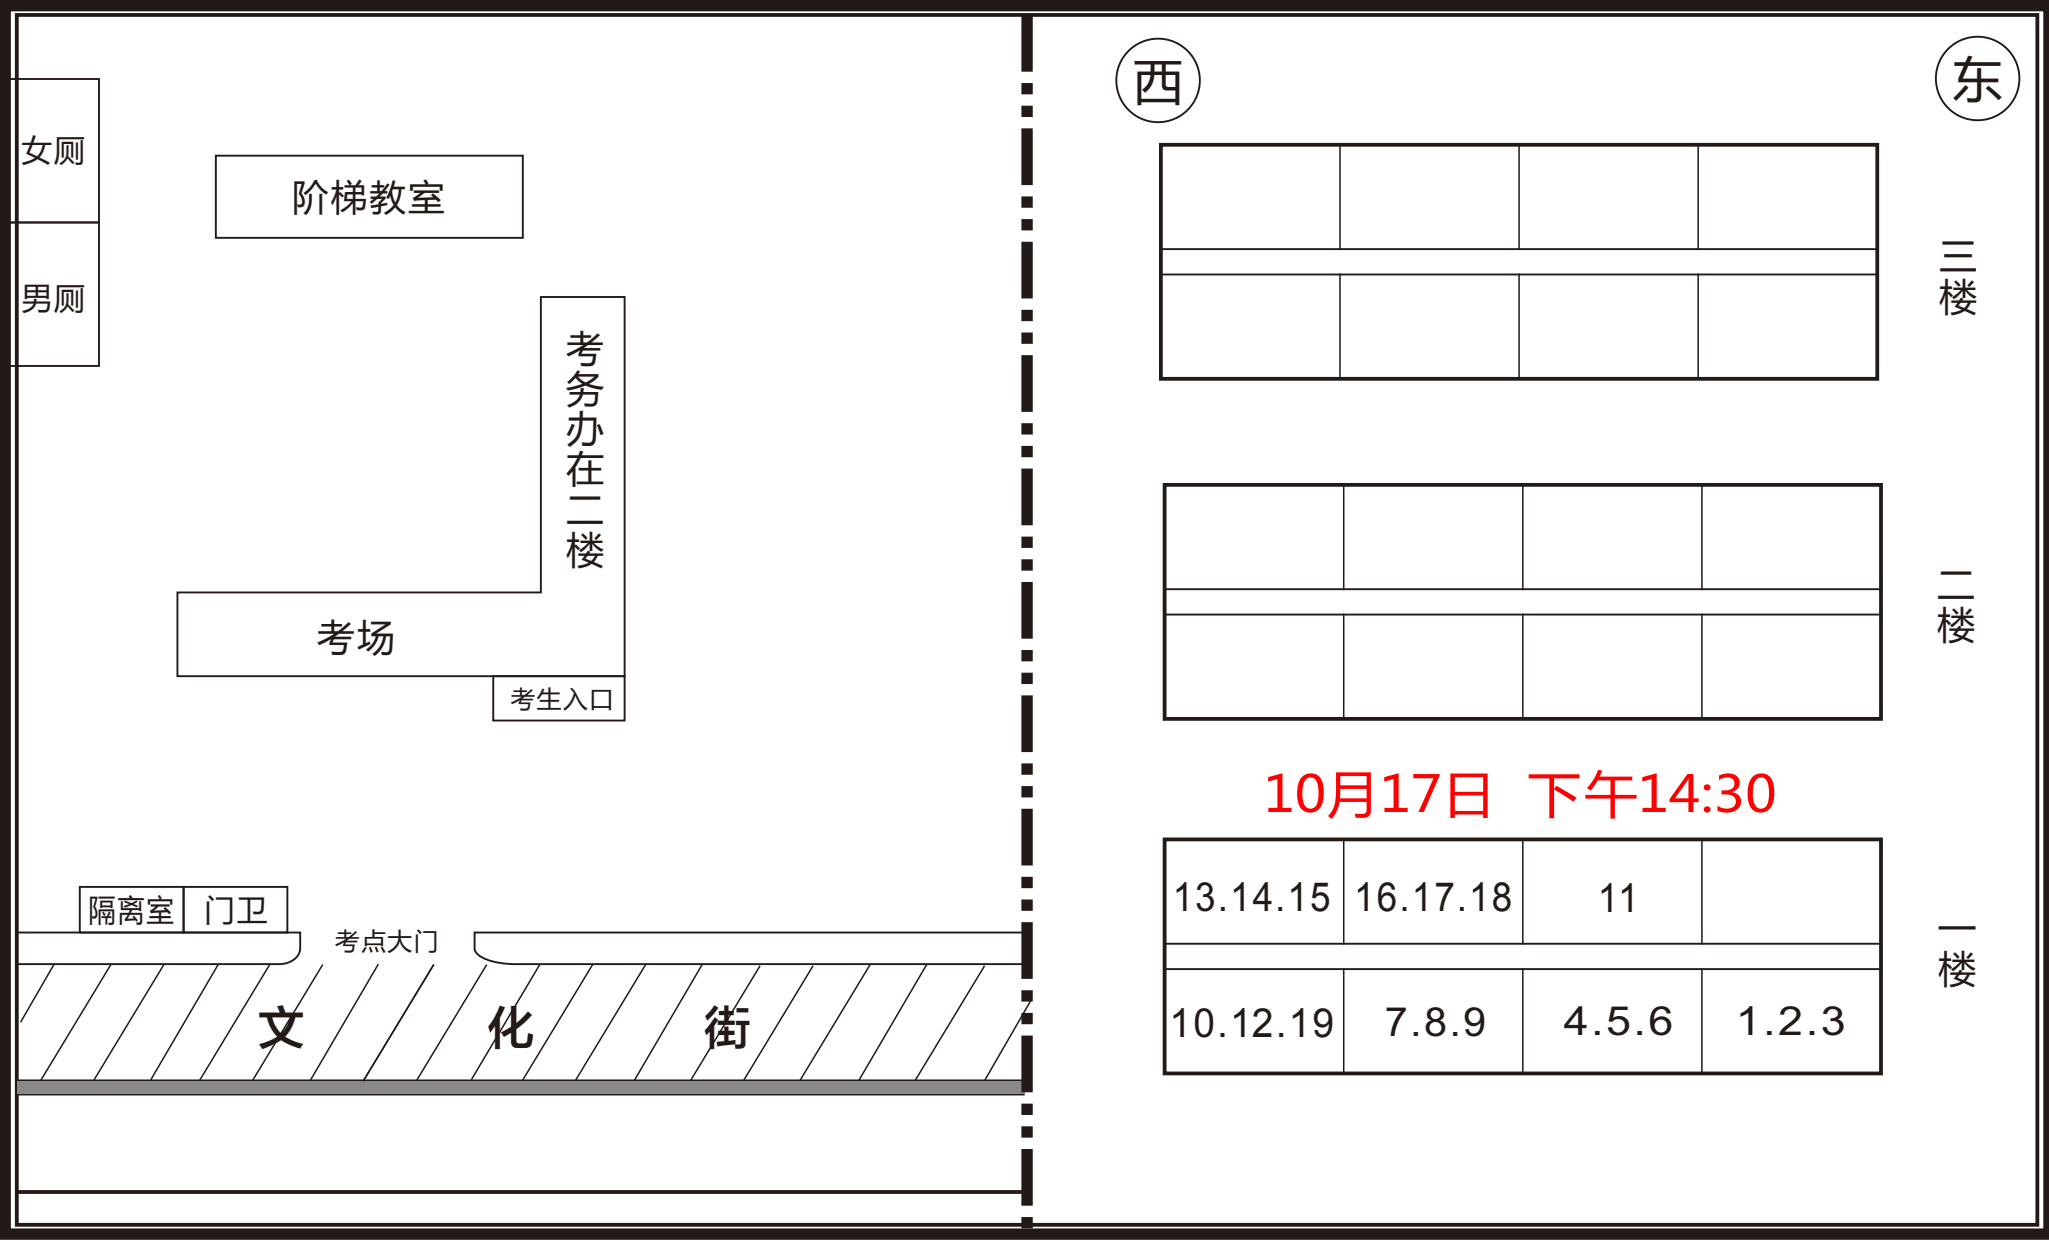 女厕
男厕
阶梯教室
考务办在二楼
考场
考生入口
隔离室
门卫
考点大门
文 化 街
西
东
三楼
二楼
10月17日 下午14:30
13.14.15
16.17.18
11
10.12.19
7.8.9
4.5.6
1.2.3
一楼